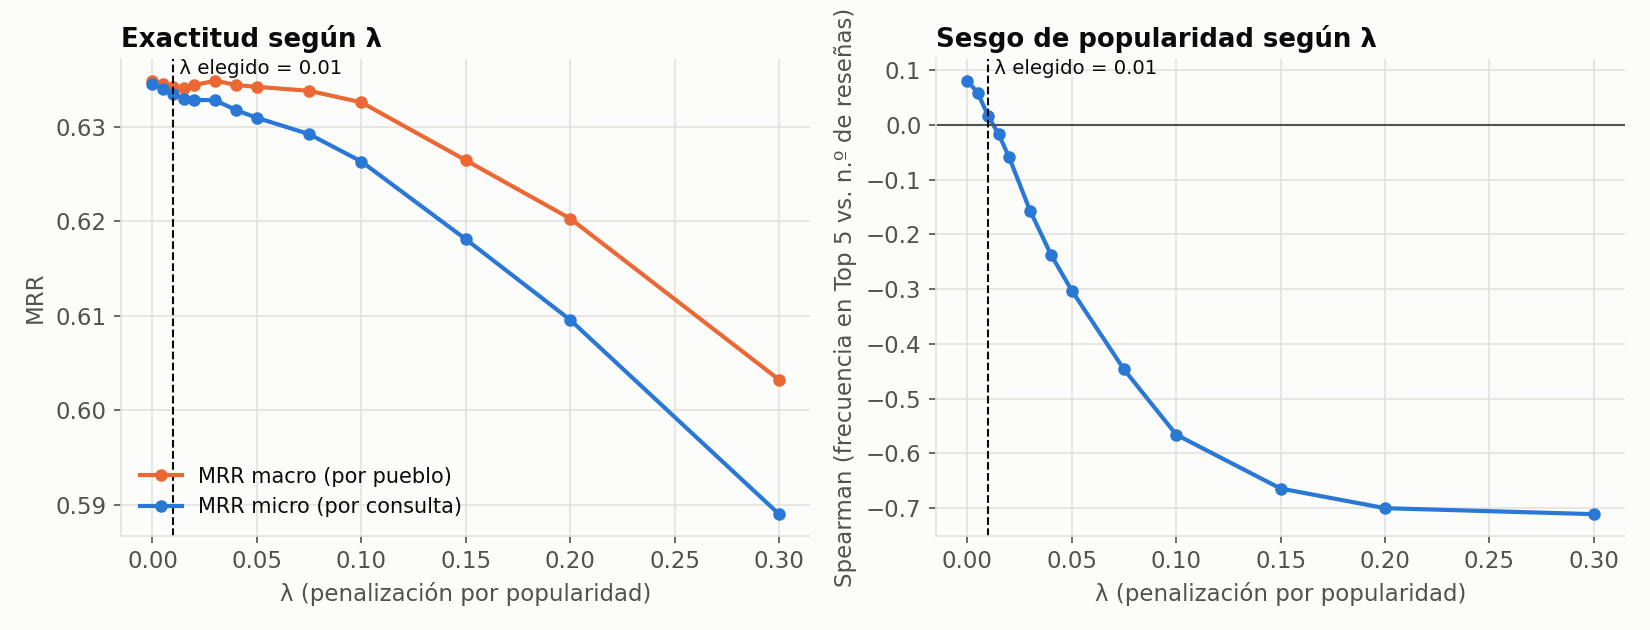 Exactitud según λ
λ elegido = 0.01
MRR
0.63
0.62
0.61
0.60
0.59
MRR macro (por pueblo)
MRR micro (por consulta)
0.00 0.05 0.10 0.15 0.20 0.25 0.30
λ (penalización por popularidad)
Sesgo de popularidad según λ
λ elegido = 0.01
Spearman (frecuencia en Top 5 vs. n.º de reseñas)
0.1
0.0
−0.1
−0.2
−0.3
−0.4
−0.5
−0.6
−0.7
0.00 0.05 0.10 0.15 0.20 0.25 0.30
λ (penalización por popularidad)